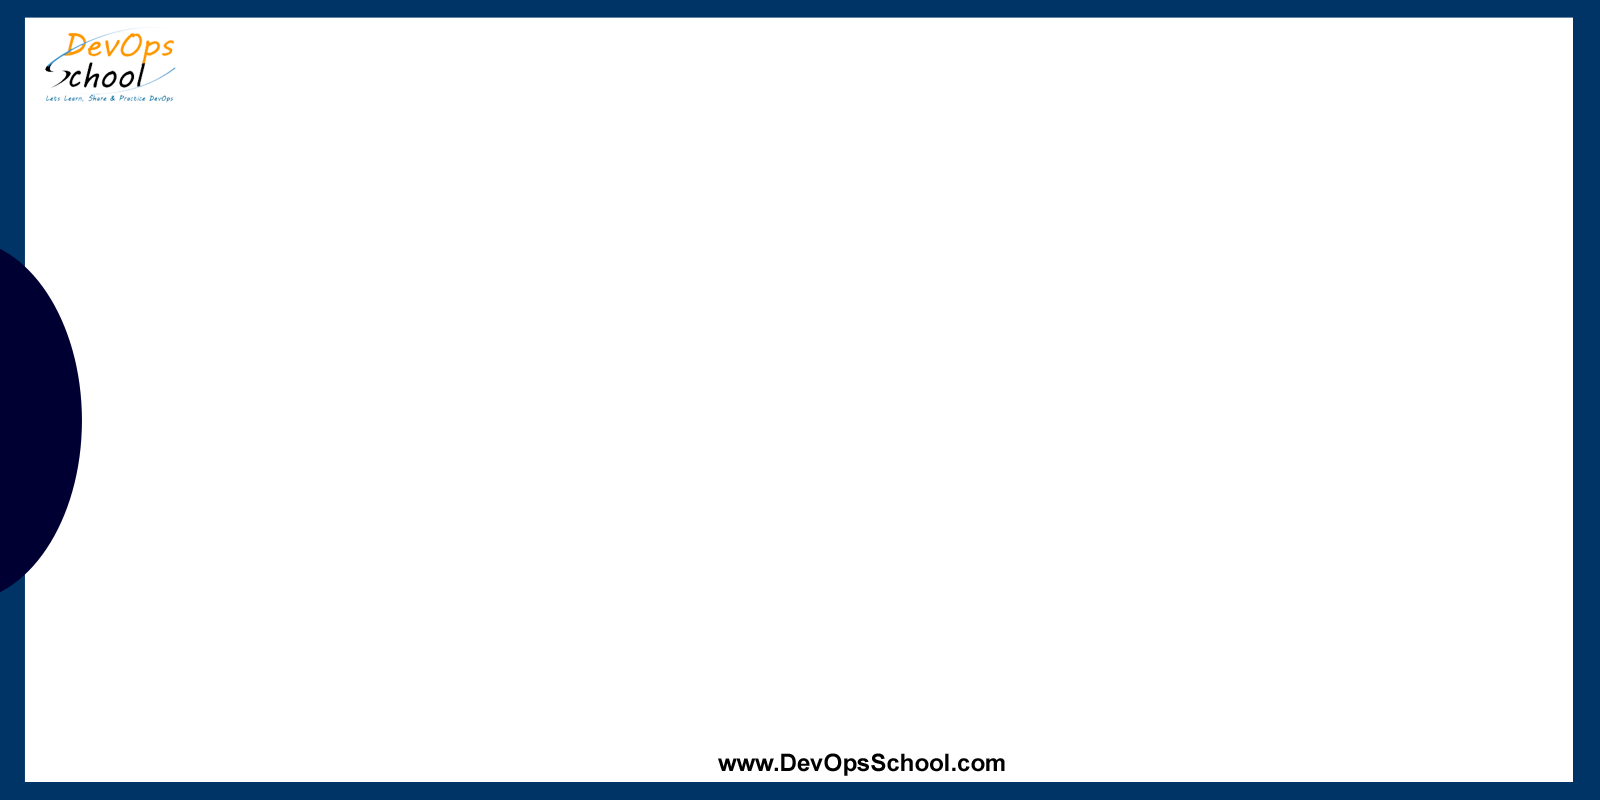 DevOps
School
Lets Learn, Share & Practice DevOps
www.DevOpsSchool.com